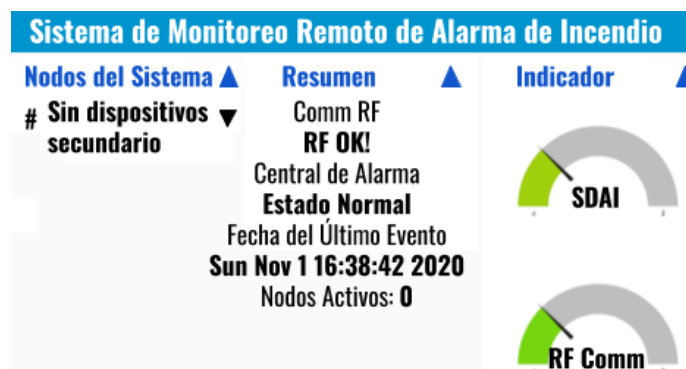 Sistema de Monitoreo Remoto de Alarma de Incendio
Nodos del Sistema ▲
# Sin dispositivos ▼
secundario
Resumen ▲
Comm RF
RF OK!
Central de Alarma
Estado Normal
Fecha del Último Evento
Sun Nov 1 16:38:42 2020
Nodos Activos: 0
Indicador
SDAI
RF Comm